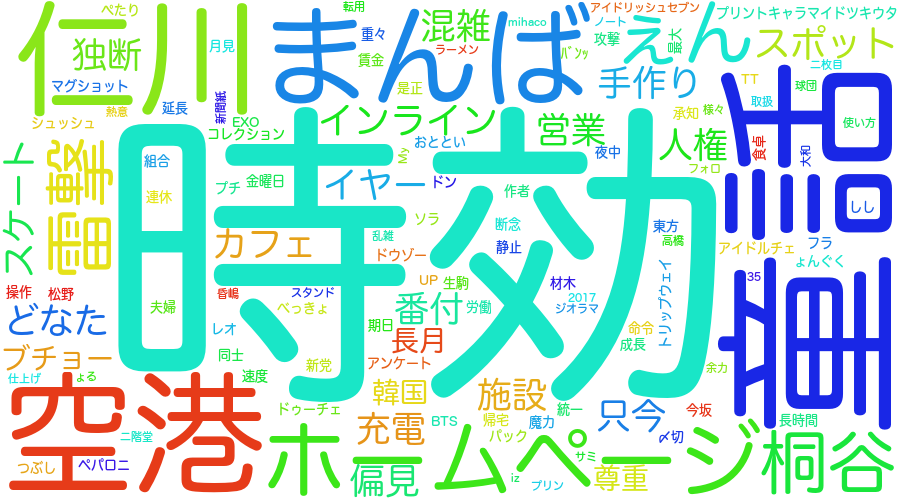 仁川
まんば
えん
ぺたり
転用
混雑
mihaco
ノート
アイドリッシュセブン
プリントキャラマイドツキウタ
独断
月見
重々
ラーメン
攻撃
最大
スポット
賃金
バンッ
二枚目
マグショット
手作り
TT
球団
熱意
延長
新聞紙
是正
取扱
シュッシュ
EXO
コレクション
インライン
営業
承知
様々
使い方
人権
食卓
大和
童話
時効
雷撃
スケート
組合
おととい
夜中
My
フォロ
連休
プチ
金曜日
イヤー
ドン
作者
しし
ソラ
断念
東方
フラ
カフェ
乱雑
ドウゾー
静止
高橋
アイドルチェ
ょんぐく
操作
松野
昏嶋
スタンド
UP
生駒
材木
35
どなた
夫婦
べっきょ
番付
労働
2017
ジオラマ
トリップウェイ
レオ
期日
長月
命令
成長
ブチョー
同士
新党
アンケート
余力
仕上げ
ょる
速度
韓国
施設
空港
ドゥーチェ
充電
BTS
帰宅
魔力
統一
只今
今坂
長時間
二階堂
ホームページ
パック
〆切
桐谷
つぶし
ペパロニ
偏見
サミ
iz
プリン
尊重